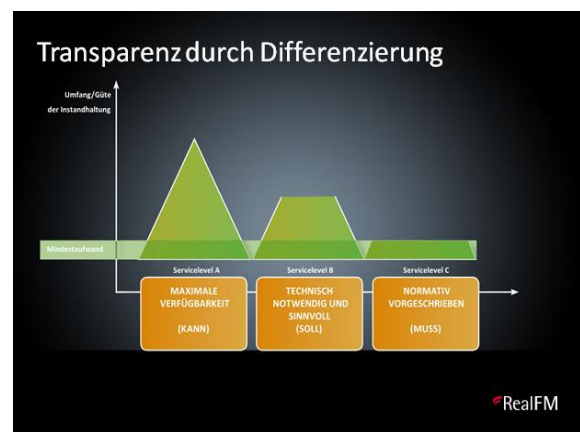 Transparenz durch Differenzierung
Umfang/Güte
der Instandhaltung
Mindestaufwand
Servicelevel A
Servicelevel B
Servicelevel C
MAXIMALE
VERFÜGBARKEIT
(KANN)
TECHNISCH
NOTWENDIG UND
SINNVOLL
(SOLL)
NORMATIV
VORGESCHRIEBEN
(MUSS)
RealFM